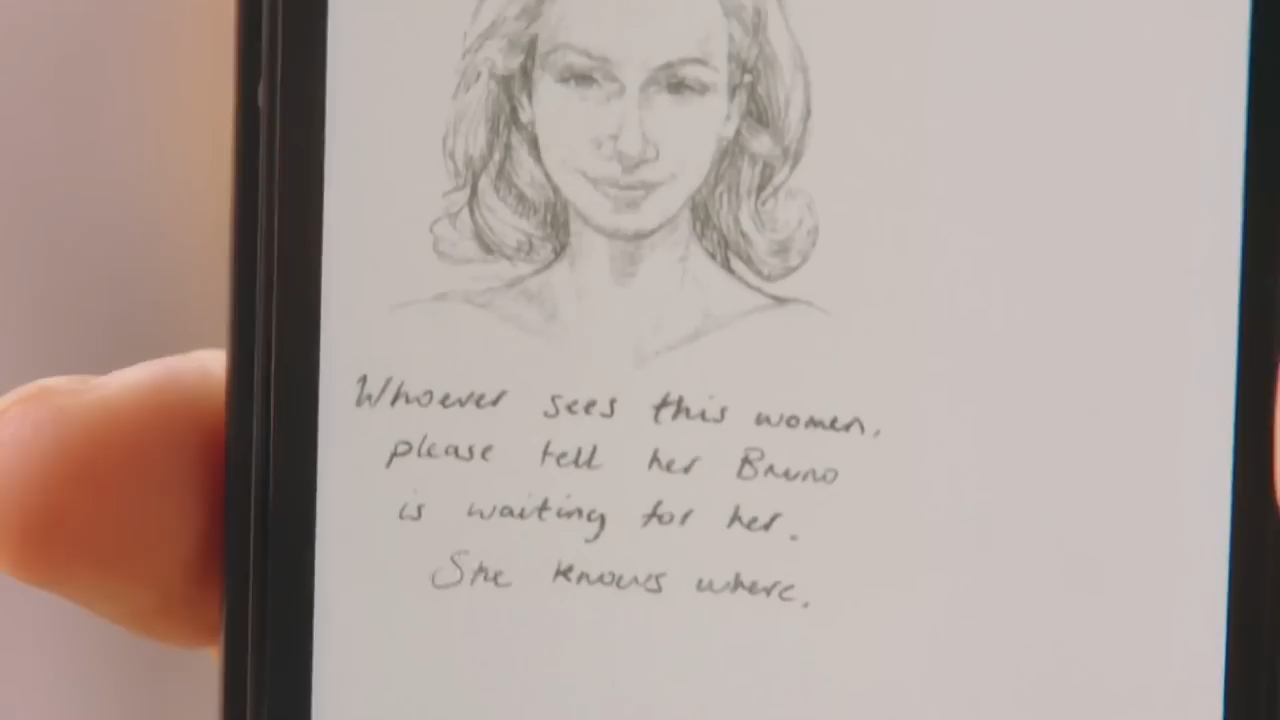 Whoever sees this women,
please tell her Bruno
is waiting for her.
She knows where.